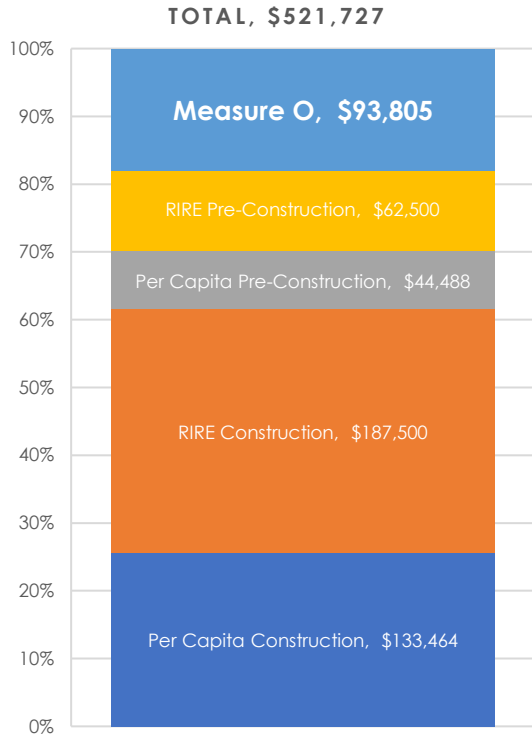 TOTAL, $521,727
100%
90%
80%
70%
60%
50%
40%
30%
20%
10%
0%
Measure O, $93,805
RIRE Pre-Construction, $62,500
Per Capita Pre-Construction, $44,488
RIRE Construction, $187,500
Per Capita Construction, $133,464